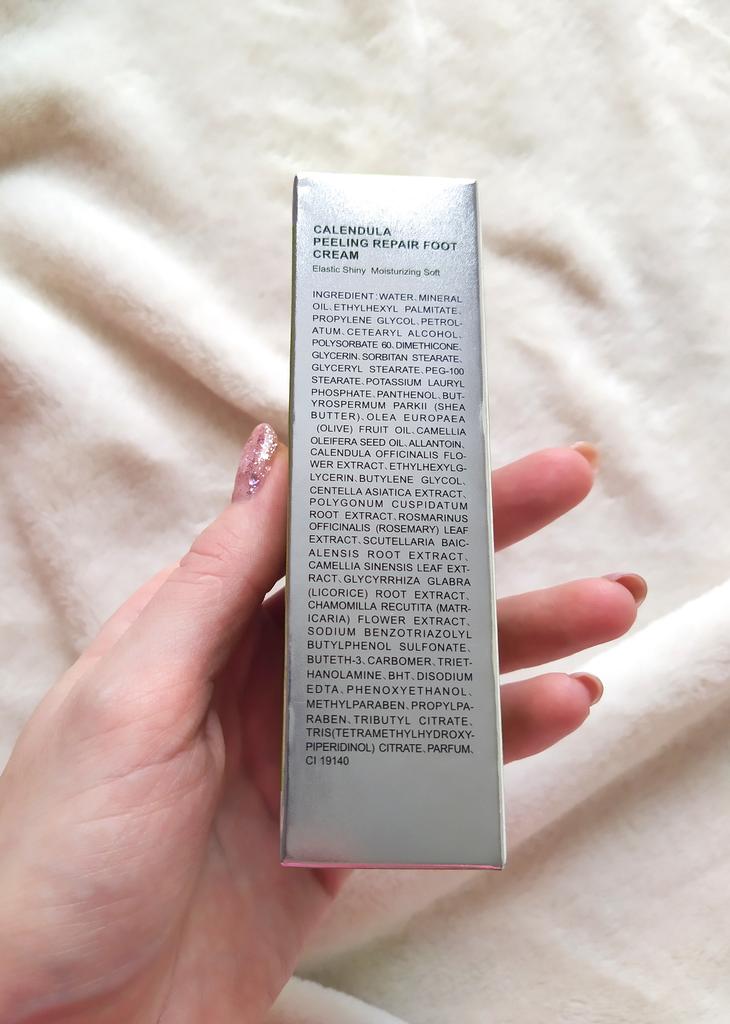 CALENDULA
PEELING REPAIR FOOT
CREAM
Elastic Shiny Moisturizing Soft
INGREDIENT:WATER、MINERAL
OIL、ETHYLHEXYL PALMITATE、
PROPYLENE GLYCOL、PETROL-
ATUM、CETEARYL ALCOHOL、
POLYSORBATE 60、DIMETHICONE、
GLYCERIN、SORBITAN STEARATE、
GLYCERYL STEARATE、PEG-100
STEARATE、POTASSIUM LAURYL
PHOSPHATE、PANTHENOL、BUT-
YROSPERMUM PARKII (SHEA
BUTTER)、OLEA EUROPAEA
(OLIVE) FRUIT OIL、CAMELLIA
OLEIFERA SEED OIL、ALLANTOIN、
CALENDULA OFFICINALIS FLO-
WER EXTRACT、ETHYLHEXYLG-
LYCERIN、BUTYLENE GLYCOL、
CENTELLA ASIATICA EXTRACT、
POLYGONUM CUSPIDATUM
ROOT EXTRACT、ROSMARINUS
OFFICINALIS (ROSEMARY) LEAF
EXTRACT、SCUTELLARIA BAIC-
ALENSIS ROOT EXTRACT、
CAMELLIA SINENSIS LEAF EXT-
RACT、GLYCYRRHIZA GLABRA
(LICORICE) ROOT EXTRACT、
CHAMOMILLA RECUTITA (MATR-
ICARIA) FLOWER EXTRACT、
SODIUM BENZOTRIAZOLYL
BUTYLPHENOL SULFONATE、
BUTETH-3、CARBOMER、TRIET-
HANOLAMINE、BHT、DISODIUM
EDTA、PHENOXYETHANOL、
METHYLPARABEN、PROPYLPA-
RABEN、TRIBUTYL CITRATE、
TRIS(TETRAMETHYLHYDROXY-
PIPERIDINOL) CITRATE、PARFUM、
CI 19140